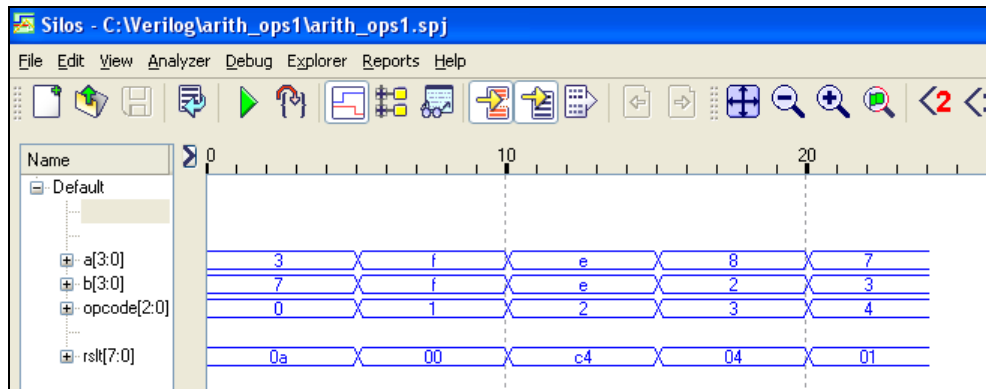 Silos - C:\Verilog\arith_ops1\arith_ops1.spj
File Edit View Analyzer Debug Explorer Reports Help
2
Name 0 10 20
Default
a[3:0] 3 f e 8 7
b[3:0] 7 f e 2 3
opcode[2:0] 0 1 2 3 4
rslt[7:0] 0a 00 c4 04 01